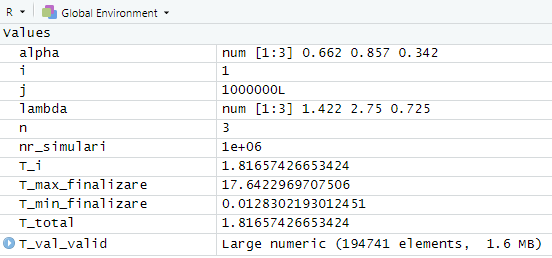 R Global Environment
Values
alpha num [1:3] 0.662 0.857 0.342
i 1
j 1000000L
lambda num [1:3] 1.422 2.75 0.725
n 3
nr_simulari 1e+06
T_i 1.81657426653424
T_max_finalizare 17.6422969707506
T_min_finalizare 0.0128302193012451
T_total 1.81657426653424
T_val_valid Large numeric (194741 elements, 1.6 MB)